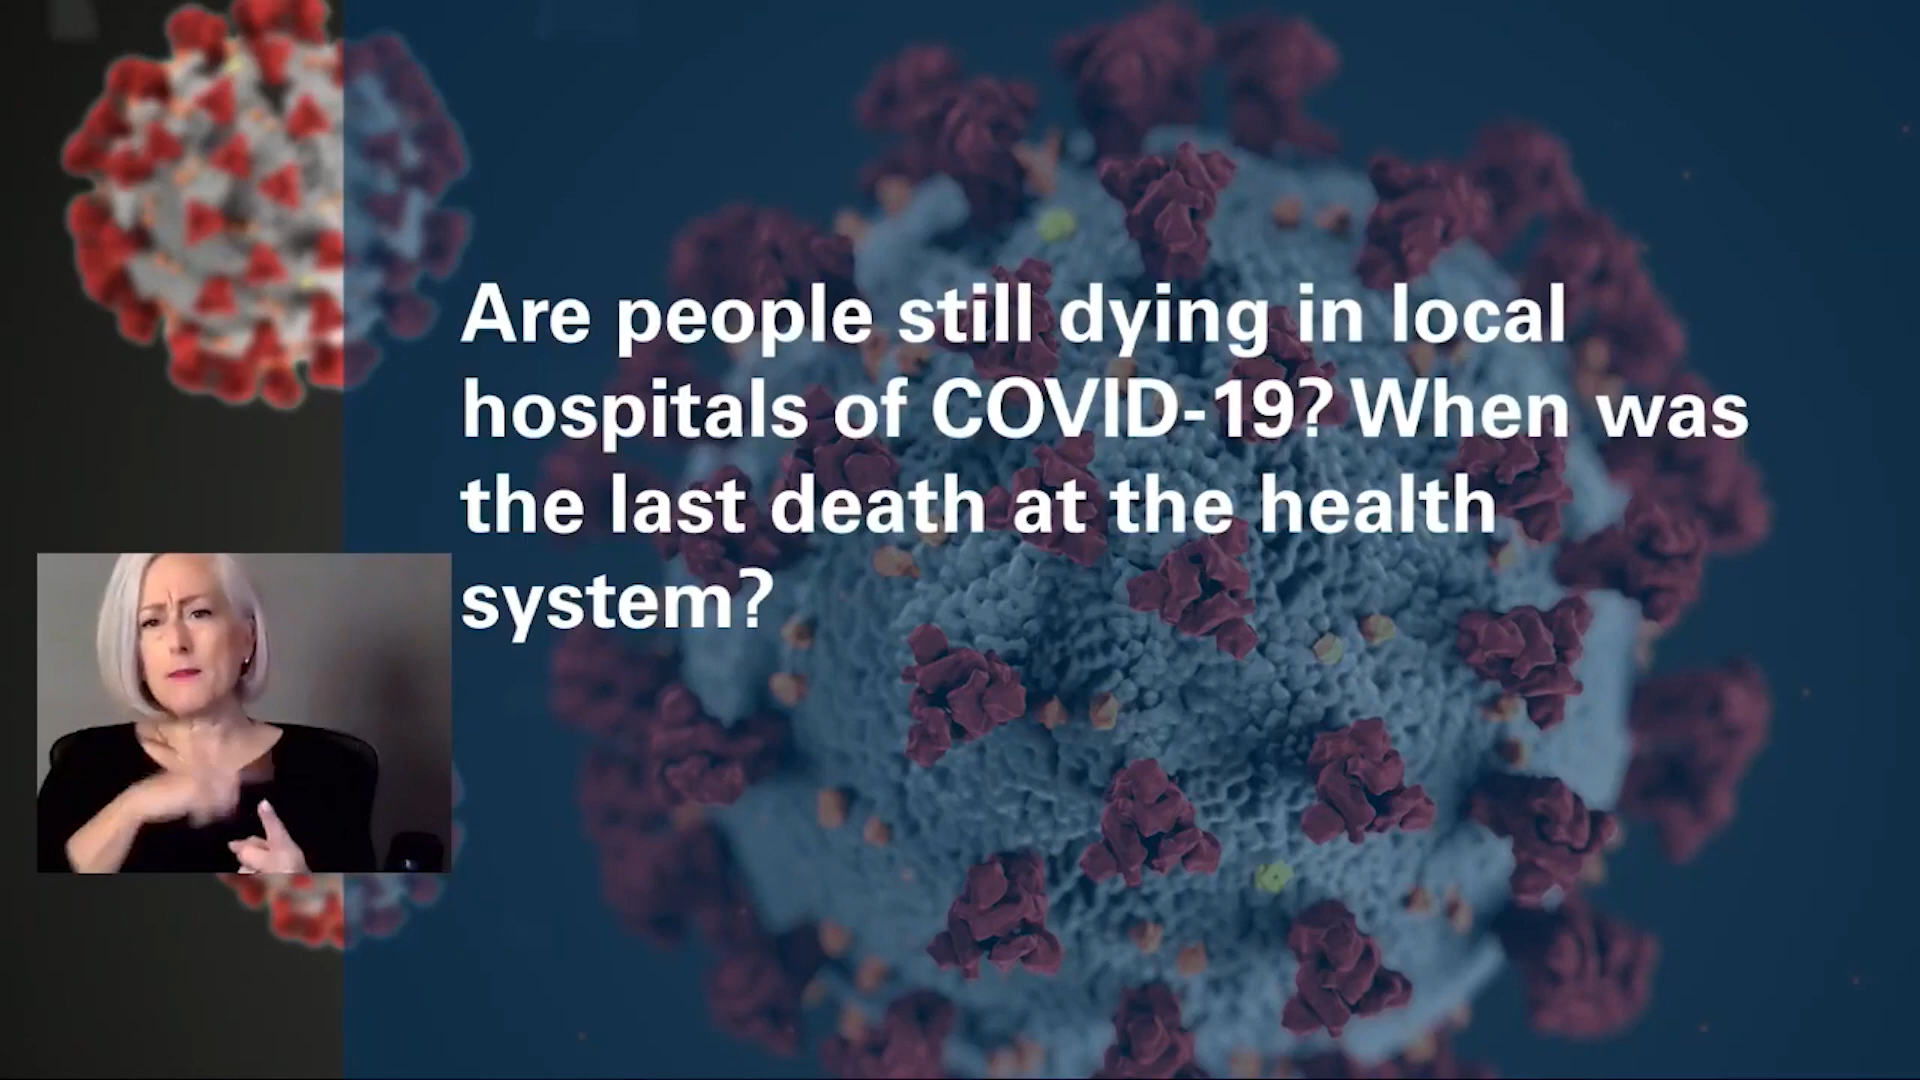 Are people still dying in local
hospitals of COVID-19? When was
the last death at the health
system?